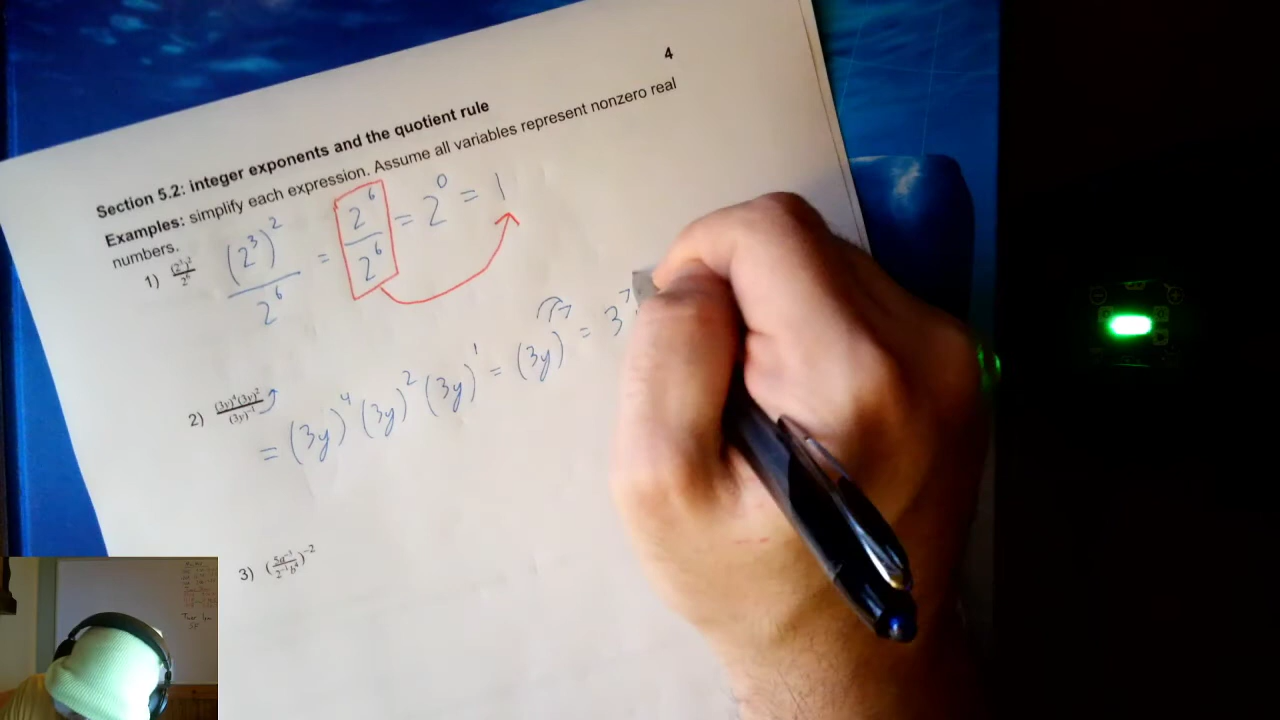 4
Section 5.2: integer exponents and the quotient rule
Examples: simplify each expression. Assume all variables represent nonzero real
numbers.
1) (2³)²/2⁶ (2³)²/2⁶ = 2⁶/2⁶ = 2⁰ = 1
2) (3y)⁴(3y)²/(3y)⁻¹
= (3y)⁴ (3y)² (3y)¹ = (3y)⁷ = 3⁷
3) (5a⁻³/2⁻¹b⁴)⁻²